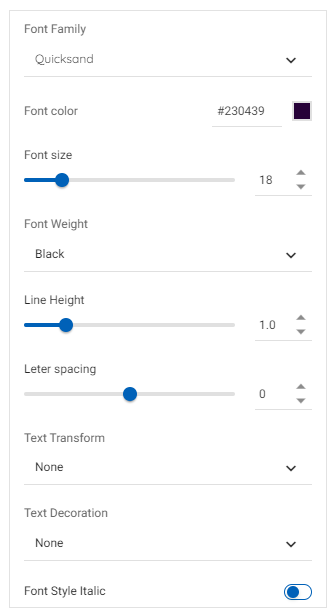 Font Family
Quicksand
Font color #230439
Font size
18
Font Weight
Black
Line Height
1.0
Leter spacing
0
Text Transform
None
Text Decoration
None
Font Style Italic